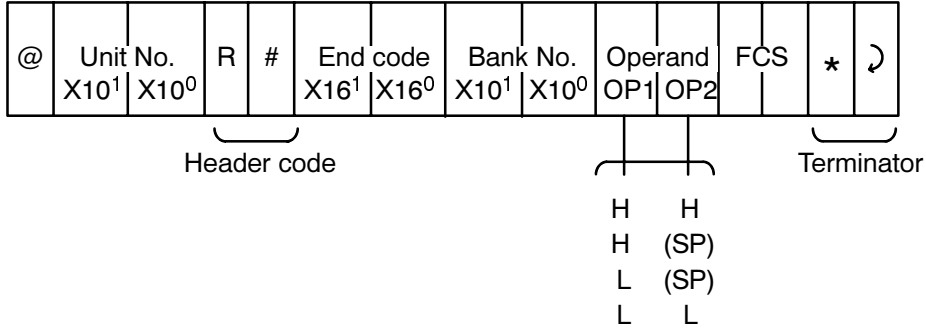 @ Unit No. R # End code Bank No. Operand FCS * ⤸
X10¹ X10⁰ X16¹ X16⁰ X10¹ X10⁰ OP1 OP2
Header code Terminator
H H
H (SP)
L (SP)
L L